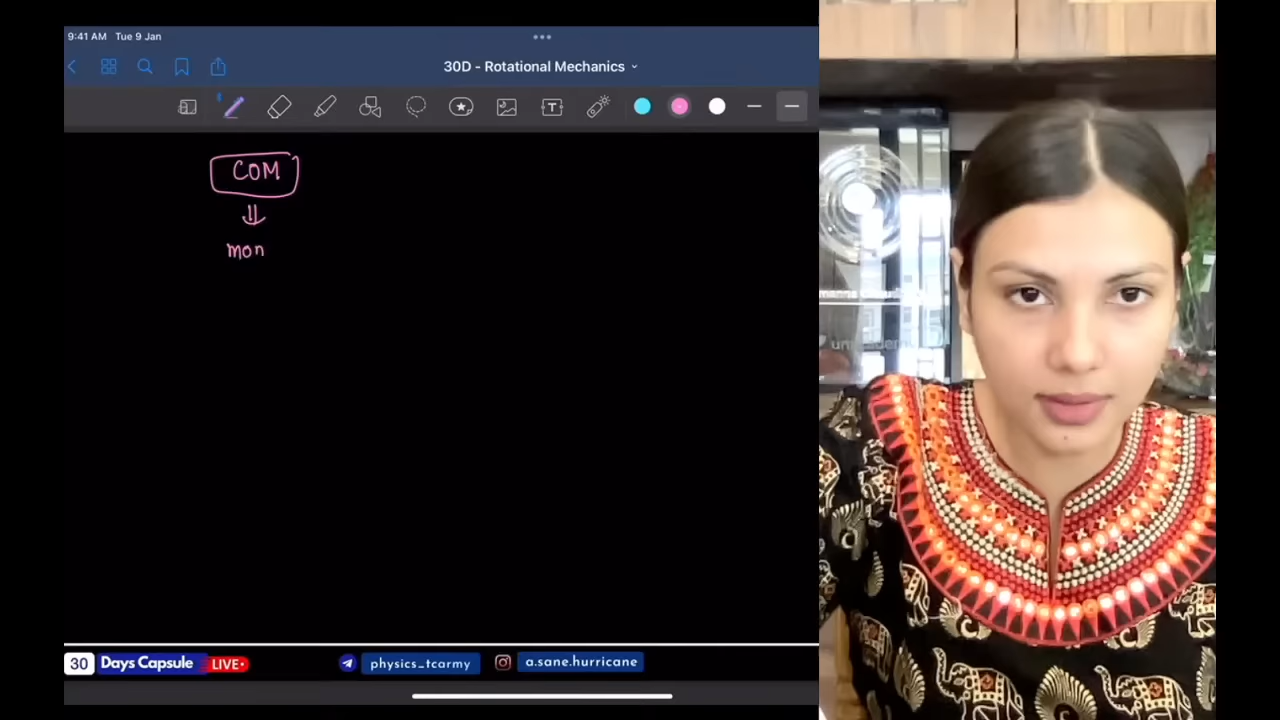 9:41 AM Tue 9 Jan
30D - Rotational Mechanics
T
COM
mon
30 Days Capsule LIVE
physics_tcarmy
a.sane.hurricane